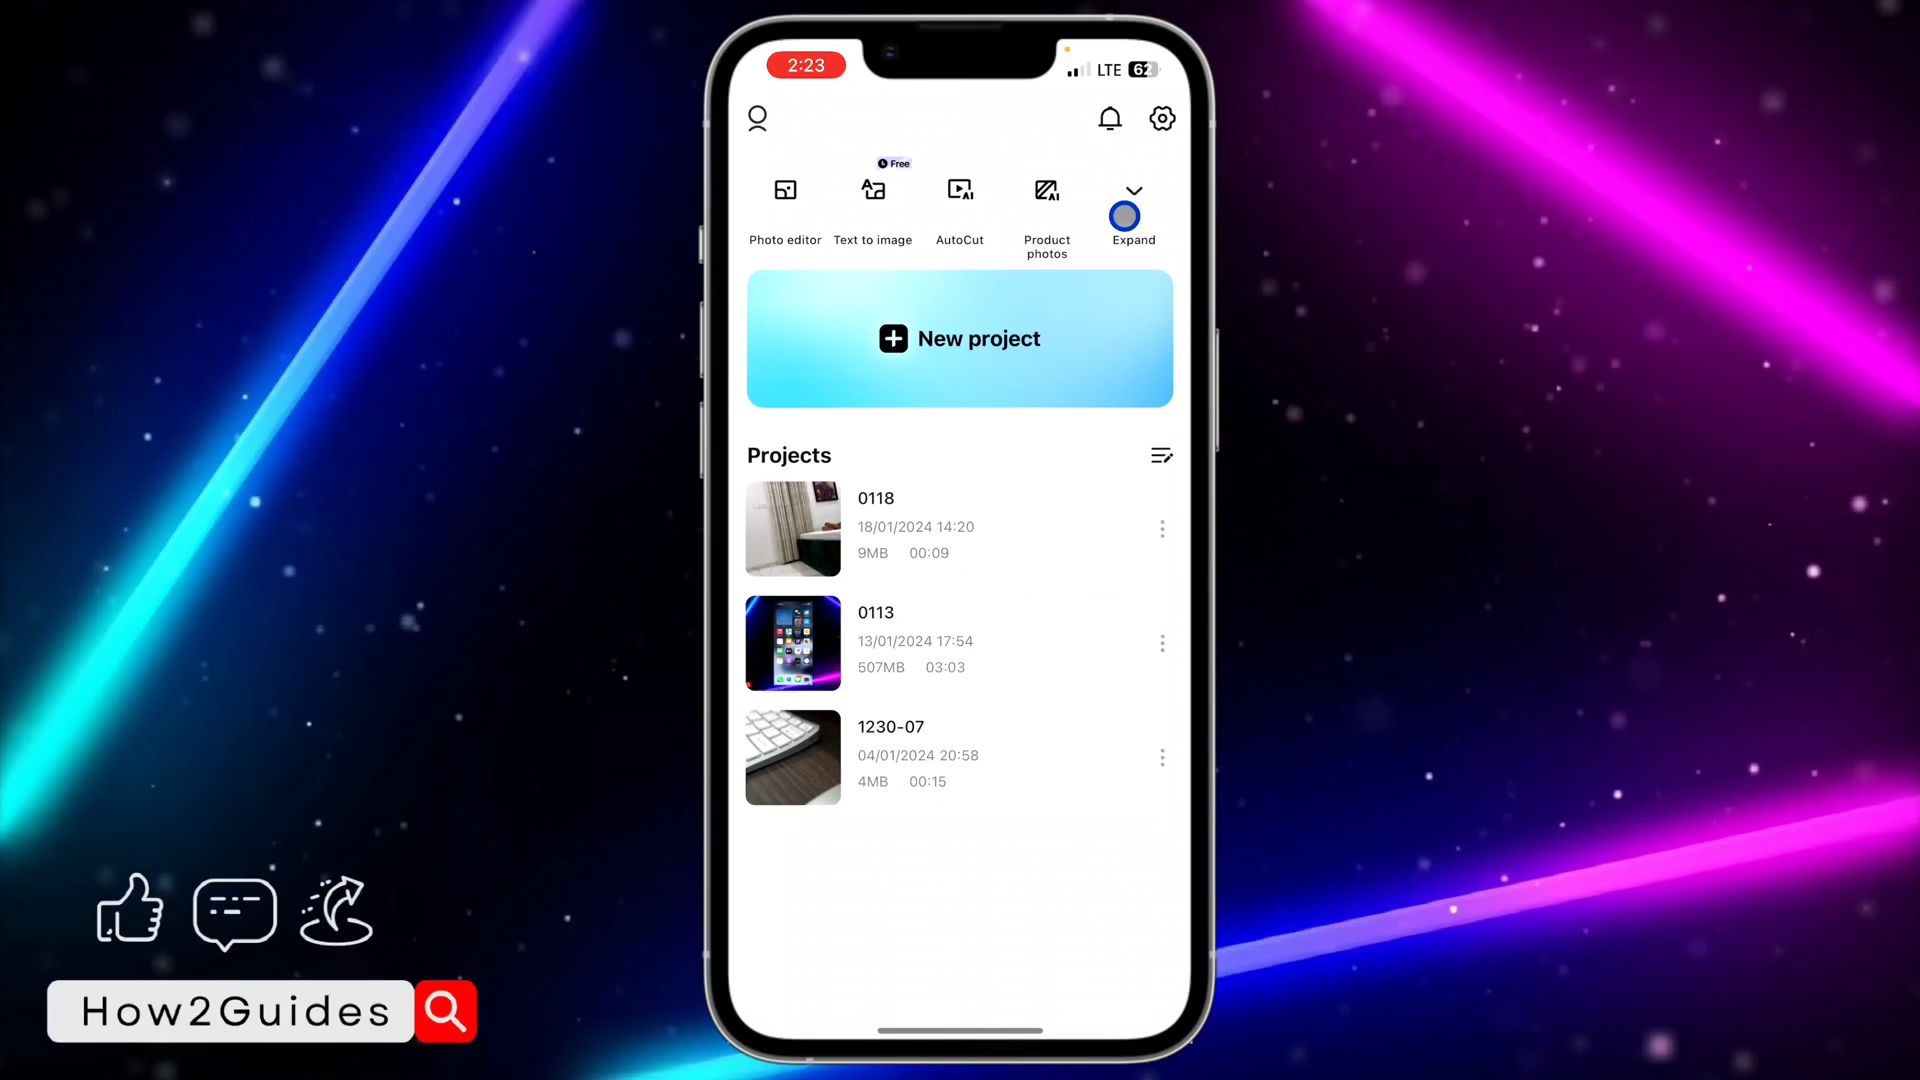 2:23
LTE 62
Free
Photo editor
Text to image
AI
AutoCut
AI
Product
photos
Expand
New project
Projects
0118
18/01/2024 14:20
9MB 00:09
0113
13/01/2024 17:54
507MB 03:03
1230-07
04/01/2024 20:58
4MB 00:15
How2Guides